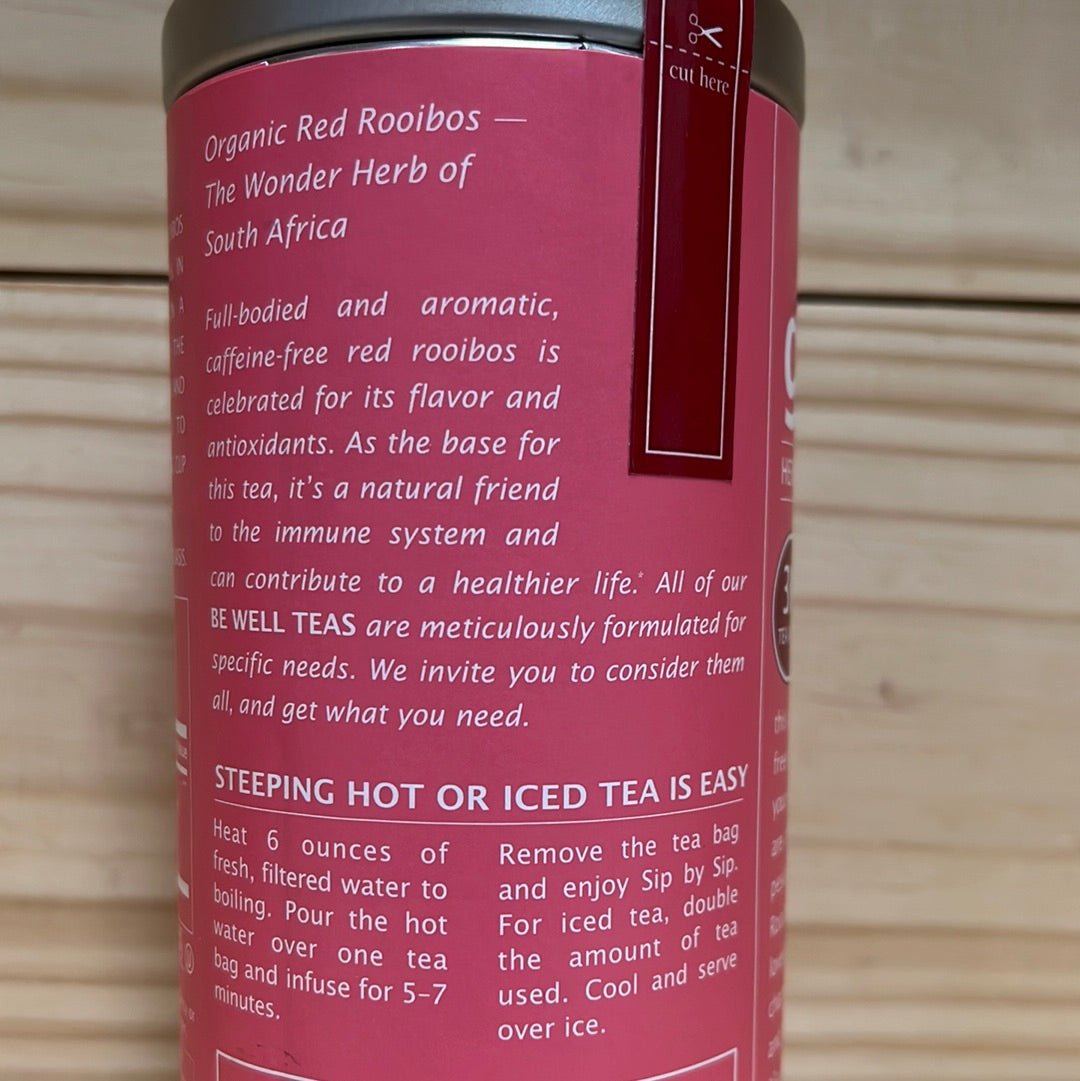 cut here
Organic Red Rooibos —
The Wonder Herb of
South Africa
Full-bodied and aromatic,
caffeine-free red rooibos is
celebrated for its flavor and
antioxidants. As the base for
this tea, it's a natural friend
to the immune system and
can contribute to a healthier life.* All of our
BE WELL TEAS are meticulously formulated for
specific needs. We invite you to consider them
all, and get what you need.
STEEPING HOT OR ICED TEA IS EASY
Heat 6 ounces of
fresh, filtered water to
boiling. Pour the hot
water over one tea
bag and infuse for 5–7
minutes.
Remove the tea bag
and enjoy Sip by Sip.
For iced tea, double
the amount of tea
used. Cool and serve
over ice.